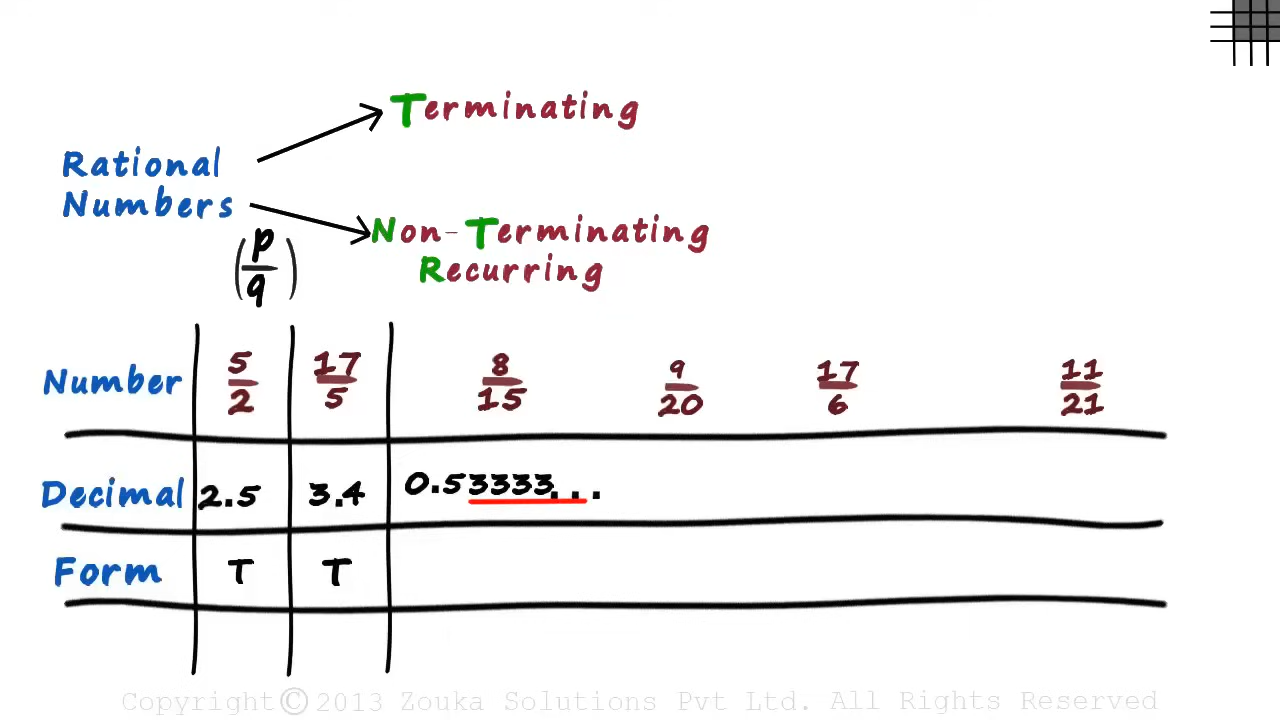 Terminating
Rational
Numbers
(p/q)
Non-Terminating
Recurring
Number 5/2 17/5 8/15 9/20 17/6 11/21
Decimal 2.5 3.4 0.53333...
Form T T
Copyright© 2013 Zouka Solutions Pvt Ltd. All Rights Reserved